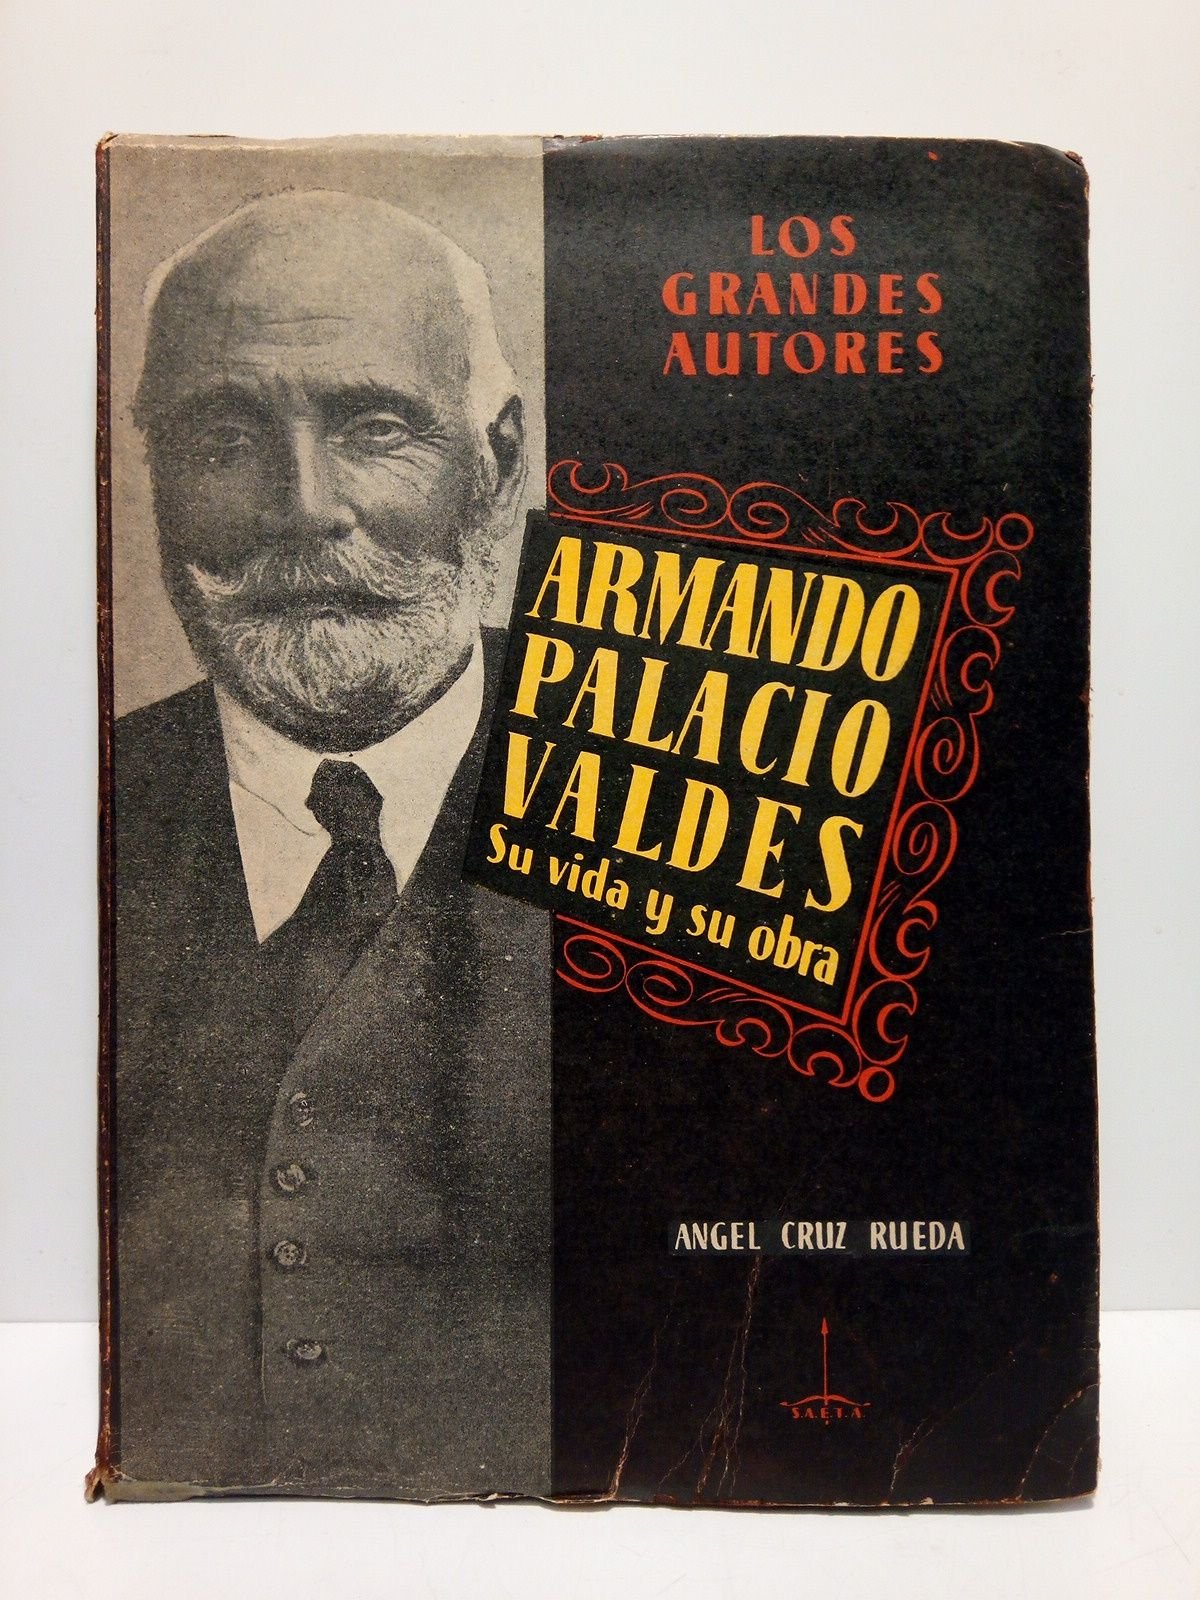 LOS
GRANDES
AUTORES
ARMANDO
PALACIO
VALDES
Su vida y su obra
ANGEL CRUZ RUEDA
S.A.E.T.A.